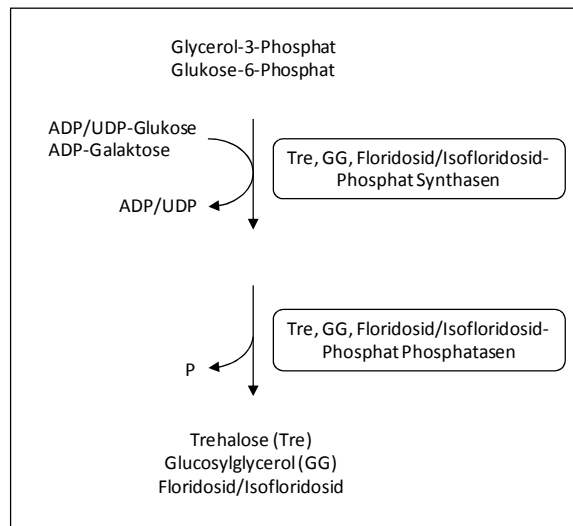 Glycerol-3-Phosphat
Glukose-6-Phosphat
ADP/UDP-Glukose
ADP-Galaktose
Tre, GG, Floridosid/Isofloridosid-
Phosphat Synthasen
ADP/UDP
Tre, GG, Floridosid/Isofloridosid-
Phosphat Phosphatasen
P
Trehalose (Tre)
Glucosylglycerol (GG)
Floridosid/Isofloridosid